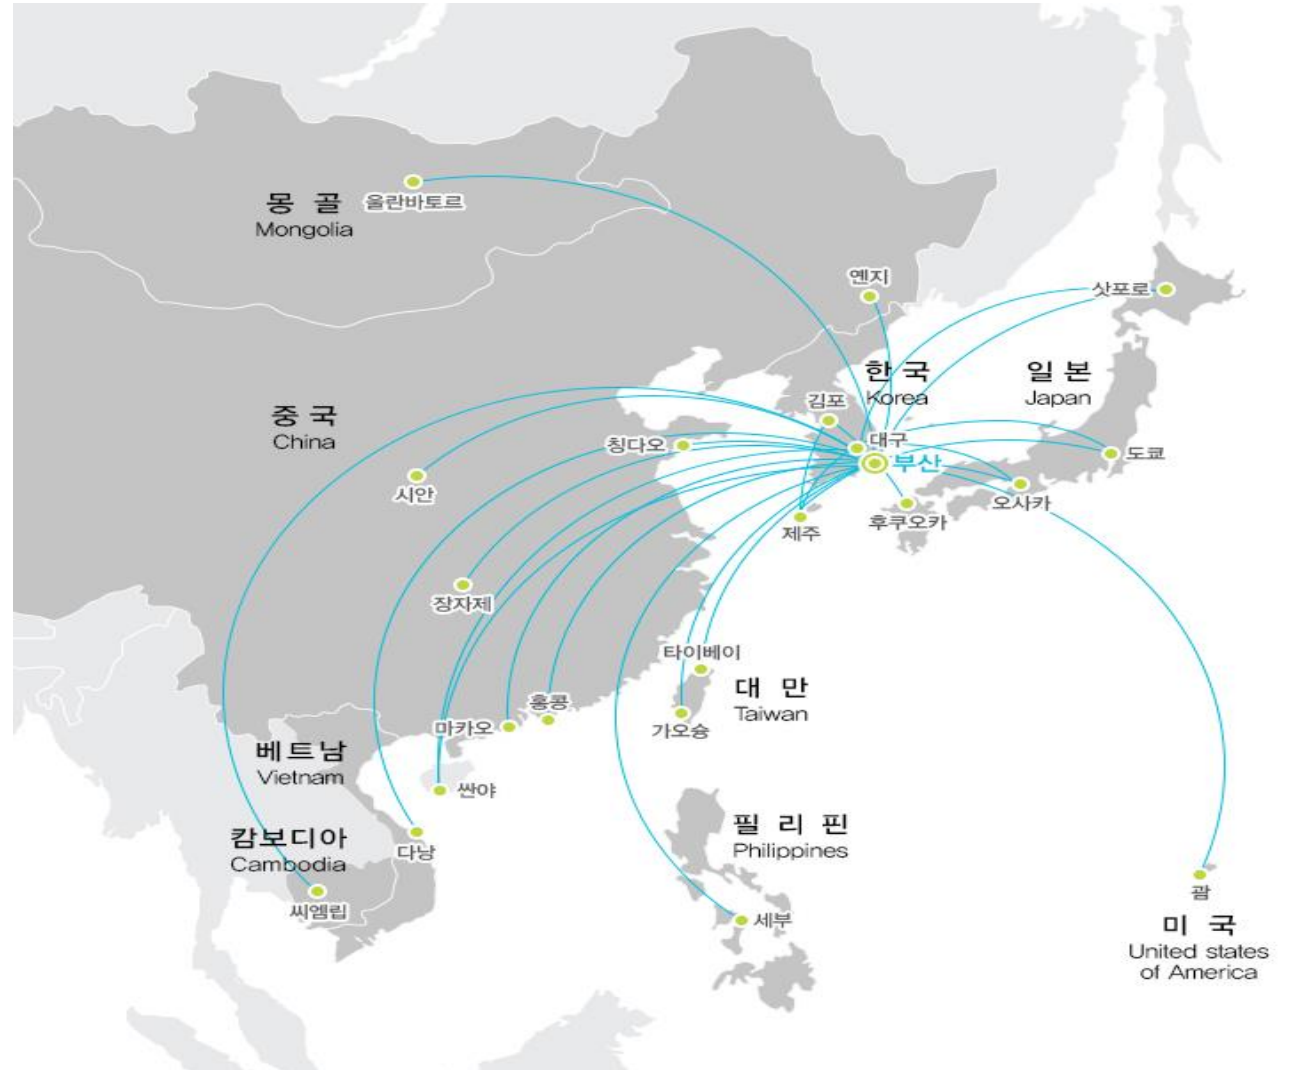 몽 골
Mongolia
울란바토르
옌지
삿포로
한국
Korea
일본
Japan
김포
중국
China
칭다오
대구
부산
도쿄
시안
오사카
제주
후쿠오카
장자제
타이베이
대 만
Taiwan
홍콩
마카오
가오슝
베트남
Vietnam
싼야
캄보디아
Cambodia
다낭
필 리 핀
Philippines
씨엠립
세부
괌
미 국
United states
of America